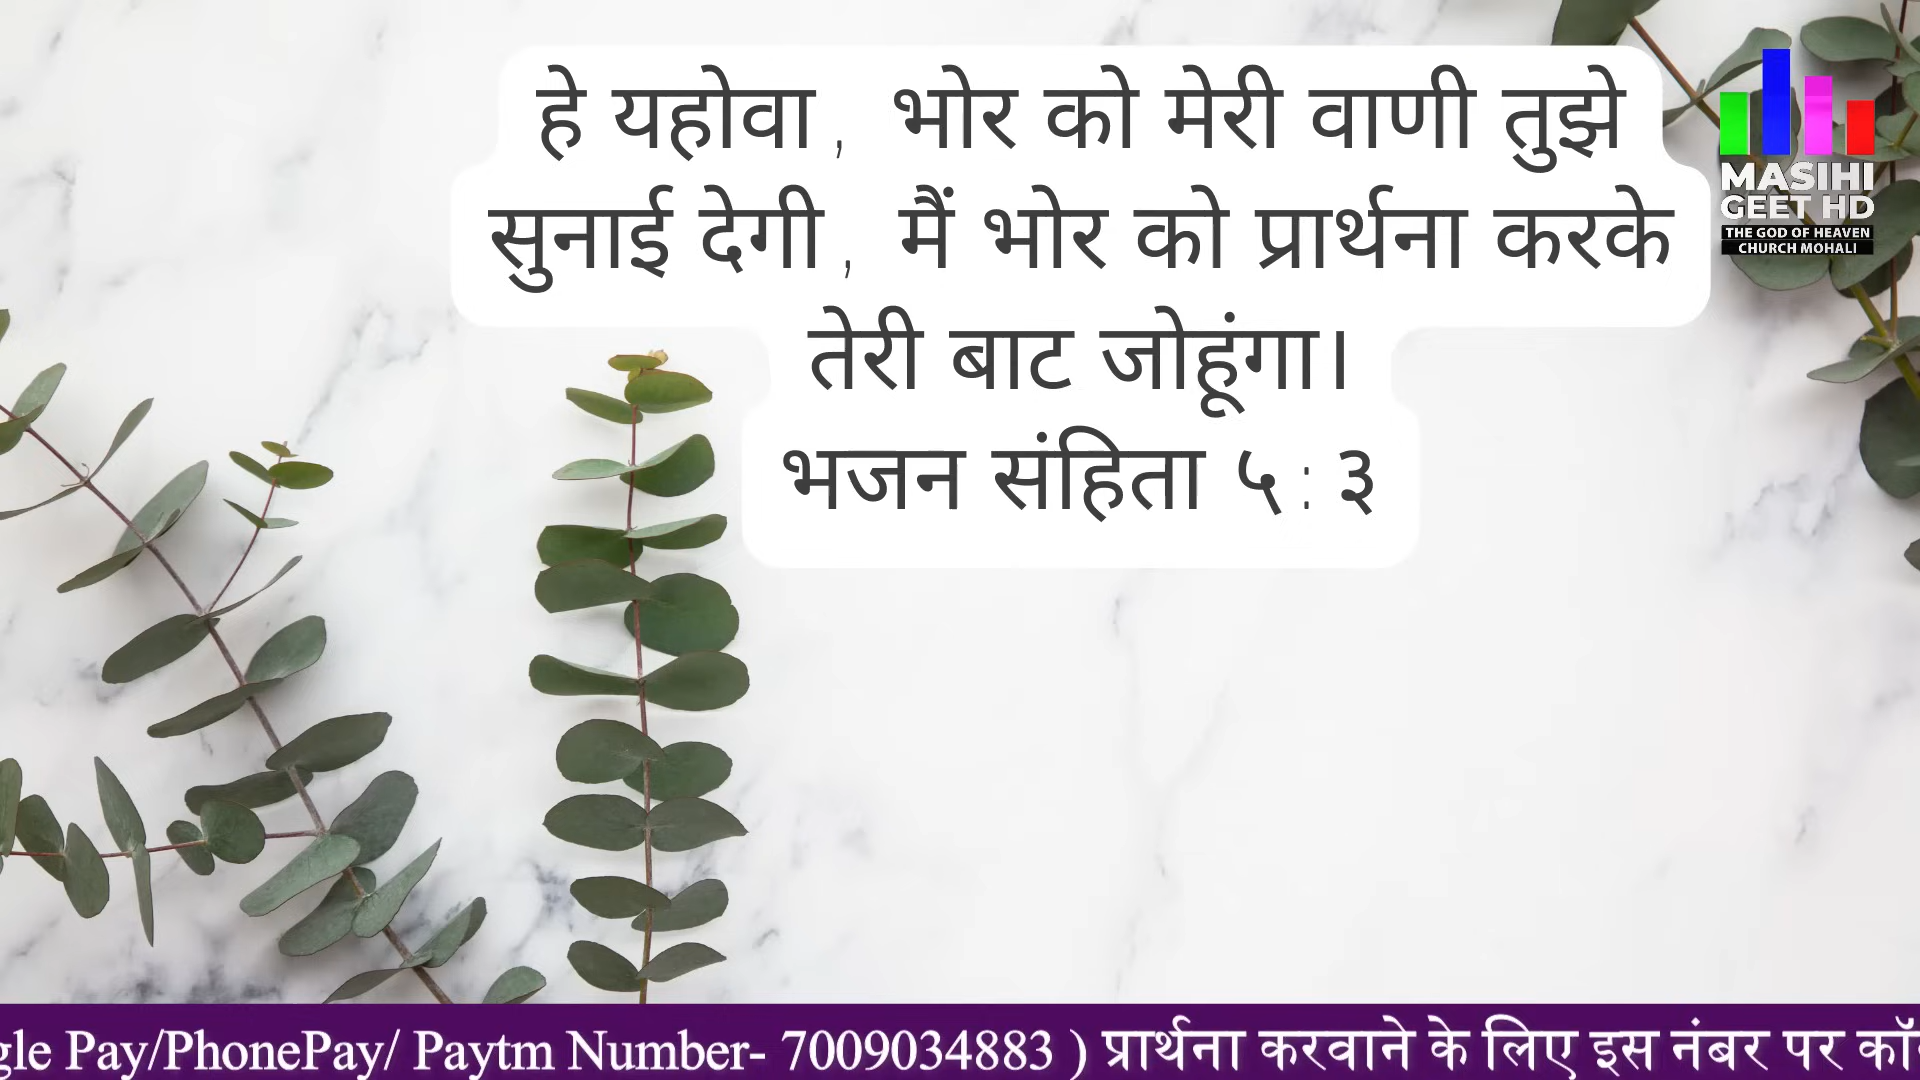 हे यहोवा, भोर को मेरी वाणी तुझे
सुनाई देगी, मैं भोर को प्रार्थना करके
तेरी बाट जोहूंगा।
भजन संहिता ५:३
MASIHI
GEET HD
THE GOD OF HEAVEN
CHURCH MOHALI
gle Pay/PhonePay/ Paytm Number- 7009034883 ) प्रार्थना करवाने के लिए इस नंबर पर